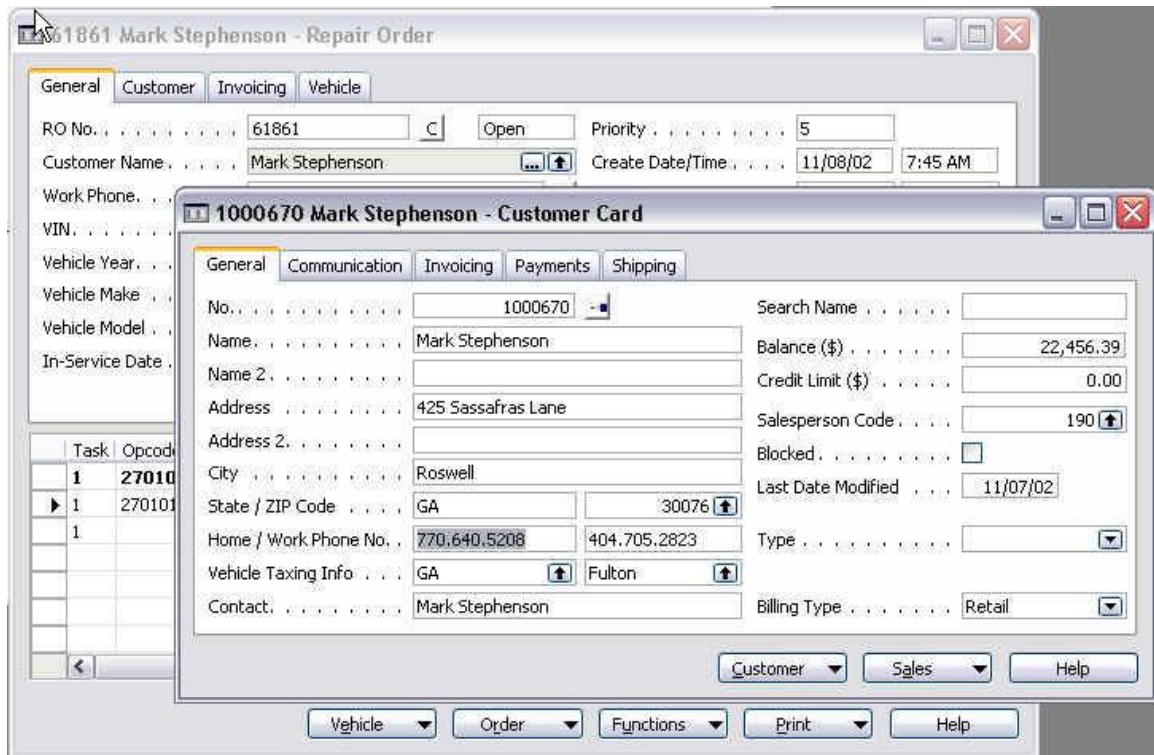 61861 Mark Stephenson - Repair Order
General Customer Invoicing Vehicle
RO No. 61861 C Open Priority 5
Customer Name Mark Stephenson ... Create Date/Time 11/08/02 7:45 AM
Work Phone
VIN
Vehicle Year
Vehicle Make
Vehicle Model
In-Service Date
Task Opcod
1 27010
1 270101
1
1000670 Mark Stephenson - Customer Card
General Communication Invoicing Payments Shipping
No. 1000670 Search Name
Name Mark Stephenson Balance ($) 22,456.39
Name 2 Credit Limit ($) 0.00
Address 425 Sassafras Lane Salesperson Code 190
Address 2 Blocked
City Roswell Last Date Modified 11/07/02
State / ZIP Code GA 30076
Home / Work Phone No. 770.640.5208 404.705.2823 Type
Vehicle Taxing Info GA Fulton
Contact Mark Stephenson Billing Type Retail
Customer Sales Help
Vehicle Order Functions Print Help